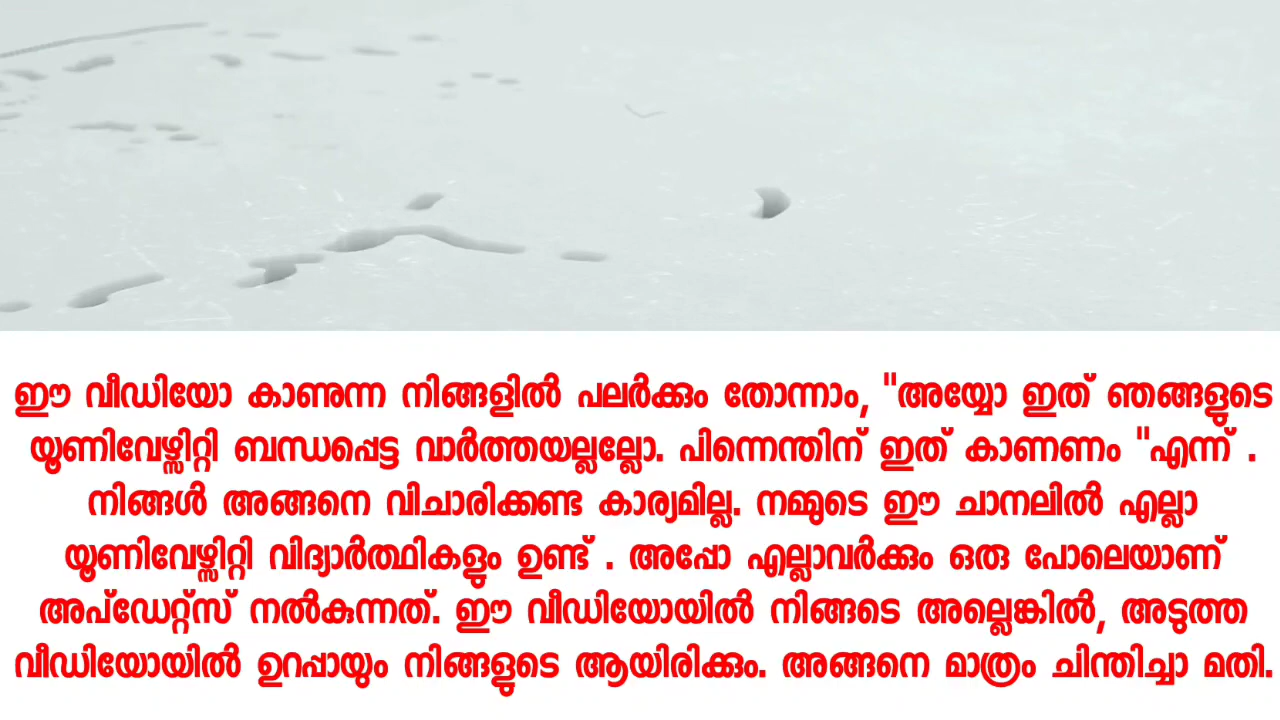 ഈ വീഡിയോ കാണുന്ന നിങ്ങളിൽ പലർക്കും തോന്നാം, "അയ്യോ ഇത് ഞങ്ങളുടെ
യൂണിവേഴ്സിറ്റി ബന്ധപ്പെട്ട വാർത്തയല്ലല്ലോ. പിന്നെന്തിന് ഇത് കാണണം "എന്ന് .
നിങ്ങൾ അങ്ങനെ വിചാരിക്കണ്ട കാര്യമില്ല. നമ്മുടെ ഈ ചാനലിൽ എല്ലാ
യൂണിവേഴ്സിറ്റി വിദ്യാർത്ഥികളും ഉണ്ട് . അപ്പോ എല്ലാവർക്കും ഒരു പോലെയാണ്
അപ്ഡേറ്റ്സ് നൽകുന്നത്. ഈ വീഡിയോയിൽ നിങ്ങടെ അല്ലെങ്കിൽ, അടുത്ത
വീഡിയോയിൽ ഉറപ്പായും നിങ്ങളുടെ ആയിരിക്കും. അങ്ങനെ മാത്രം ചിന്തിച്ചാ മതി.